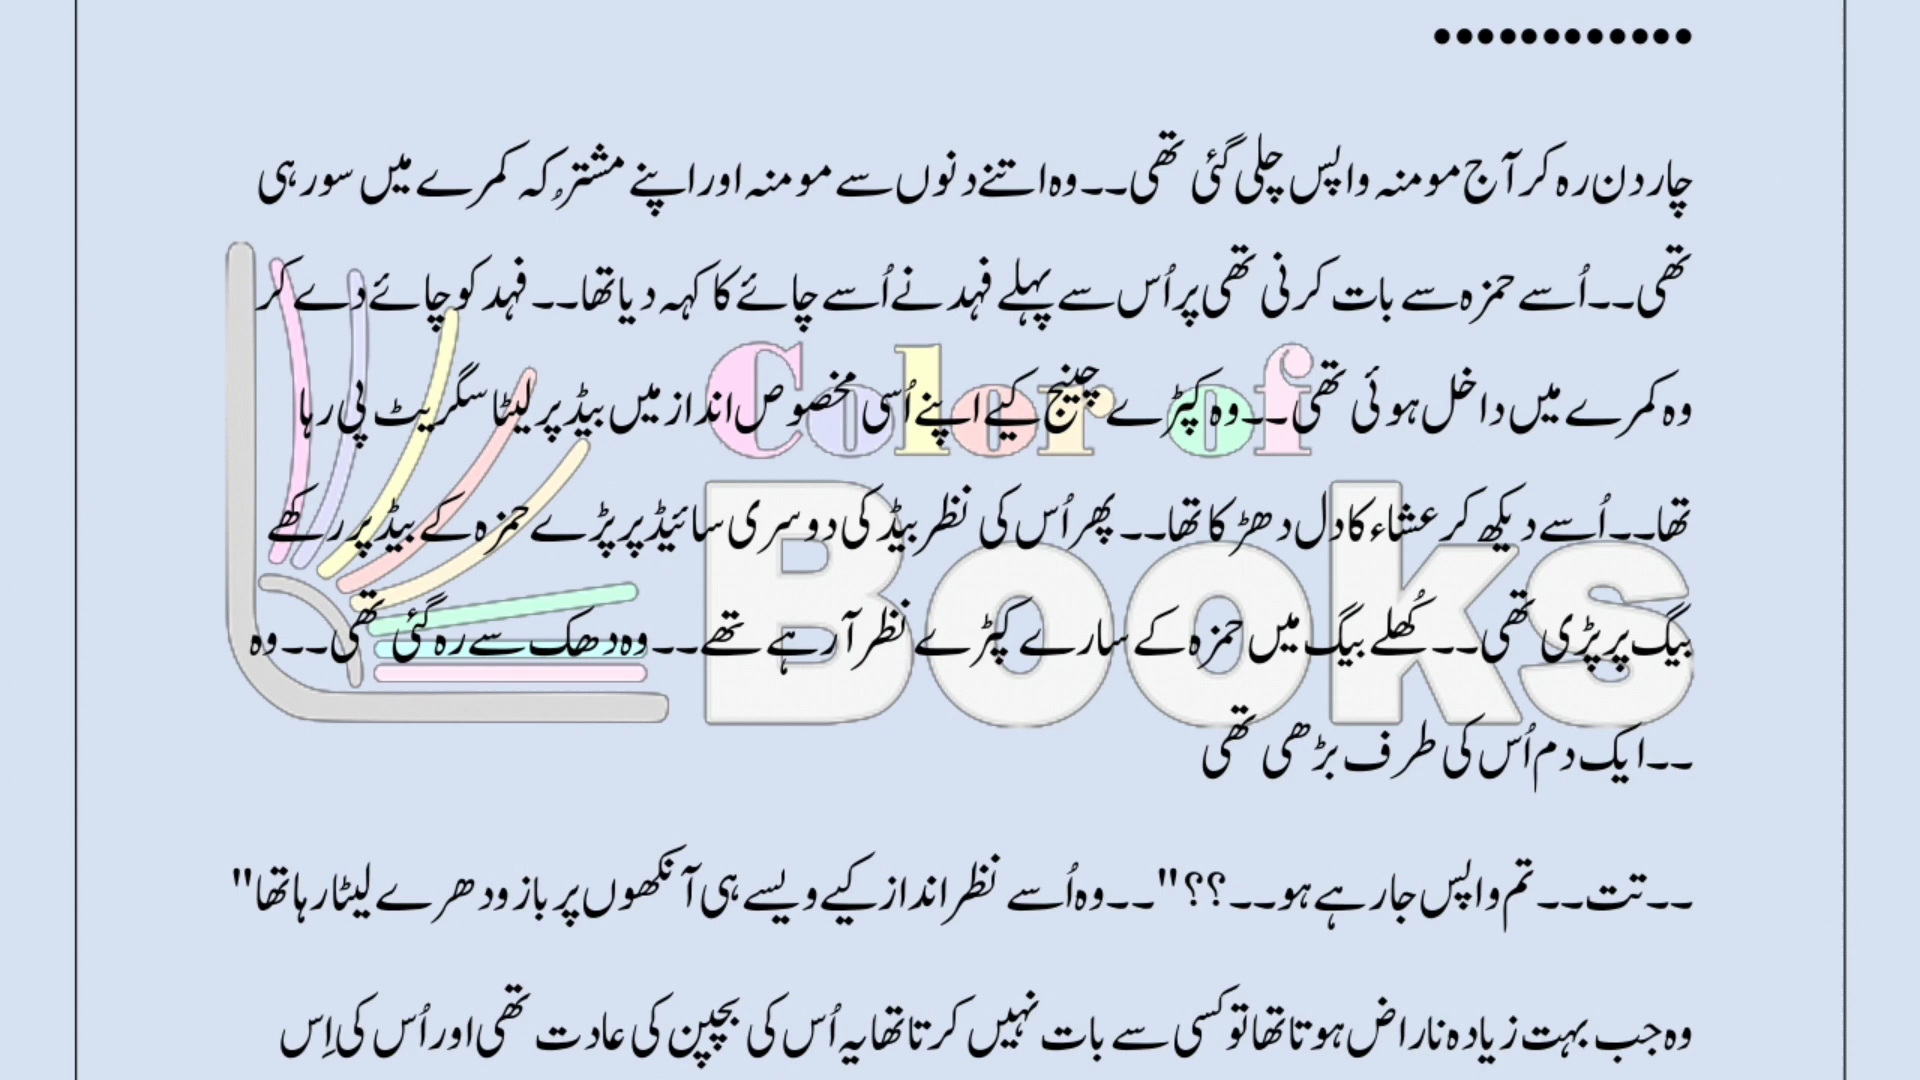 ••••••••••••
چار دن رہ کر آج مومنہ واپس چلی گئی تھی۔۔وہ اتنے دنوں سے مومنہ اور اپنے مشترِکہ کمرے میں سو رہی
تھی۔۔اُسے حمزہ سے بات کرنی تھی پر اُس سے پہلے فہد نے اُسے چائے کا کہہ دیا تھا۔۔فہد کو چائے دے کر
وہ کمرے میں داخل ہوئی تھی۔۔وہ کپڑے چینج کیے اپنے اُسی مخصوص انداز میں بیڈ پر لیٹا سگریٹ پی رہا
تھا۔۔اُسے دیکھ کر عشاء کا دل دھڑکا تھا۔۔پھر اُس کی نظر بیڈ کی دوسری سائیڈ پر پڑے حمزہ کے بیڈ پر رکھے
بیگ پر پڑی تھی۔۔کُھلے بیگ میں حمزہ کے سارے کپڑے نظر آ رہے تھے۔۔وہ دھک سے رہ گئی تھی۔۔وہ
۔۔ایک دم اُس کی طرف بڑھی تھی
۔۔تت۔۔تم واپس جا رہے ہو۔۔؟؟"۔۔وہ اُسے نظر انداز کیے ویسے ہی آنکھوں پر بازو دھرے لیٹا رہا تھا"
وہ جب بہت زیادہ ناراض ہوتا تھا تو کسی سے بات نہیں کرتا تھا یہ اُس کی بچپن کی عادت تھی اور اُس کی اِس
Color of
Books